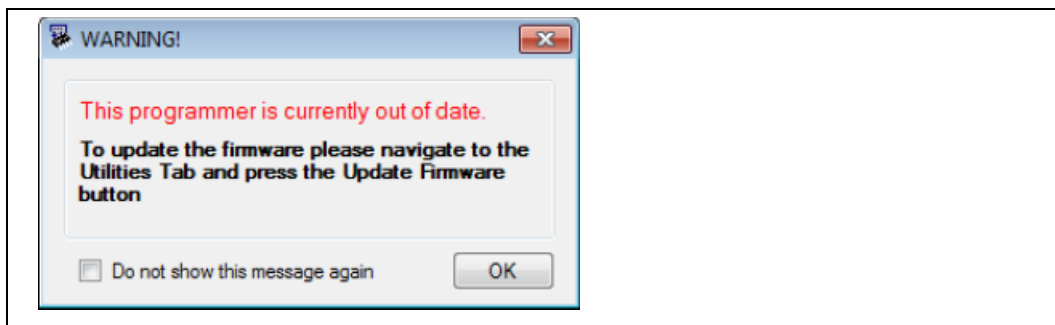 WARNING!
This programmer is currently out of date.
To update the firmware please navigate to the
Utilities Tab and press the Update Firmware
button
Do not show this message again
OK